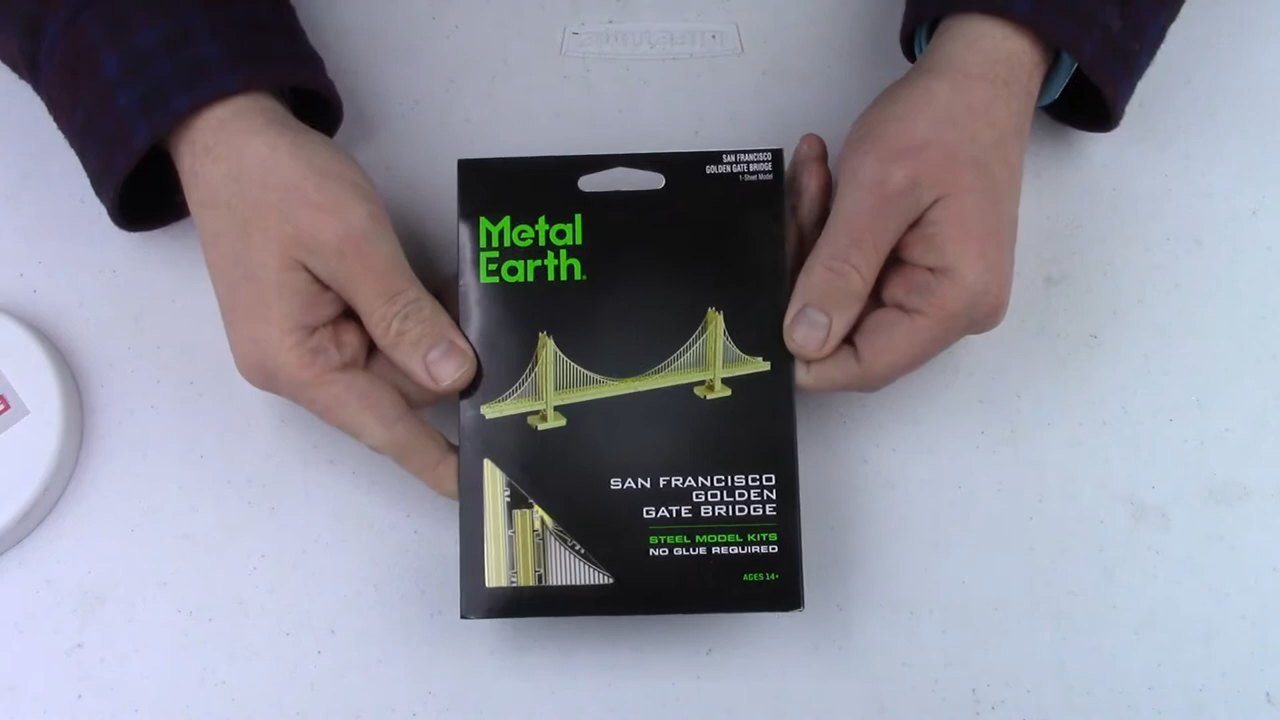 SAN FRANCISCO
GOLDEN GATE BRIDGE
1-Sheet Model
Metal
Earth
SAN FRANCISCO
GOLDEN
GATE BRIDGE
STEEL MODEL KITS
NO GLUE REQUIRED
AGES 14+